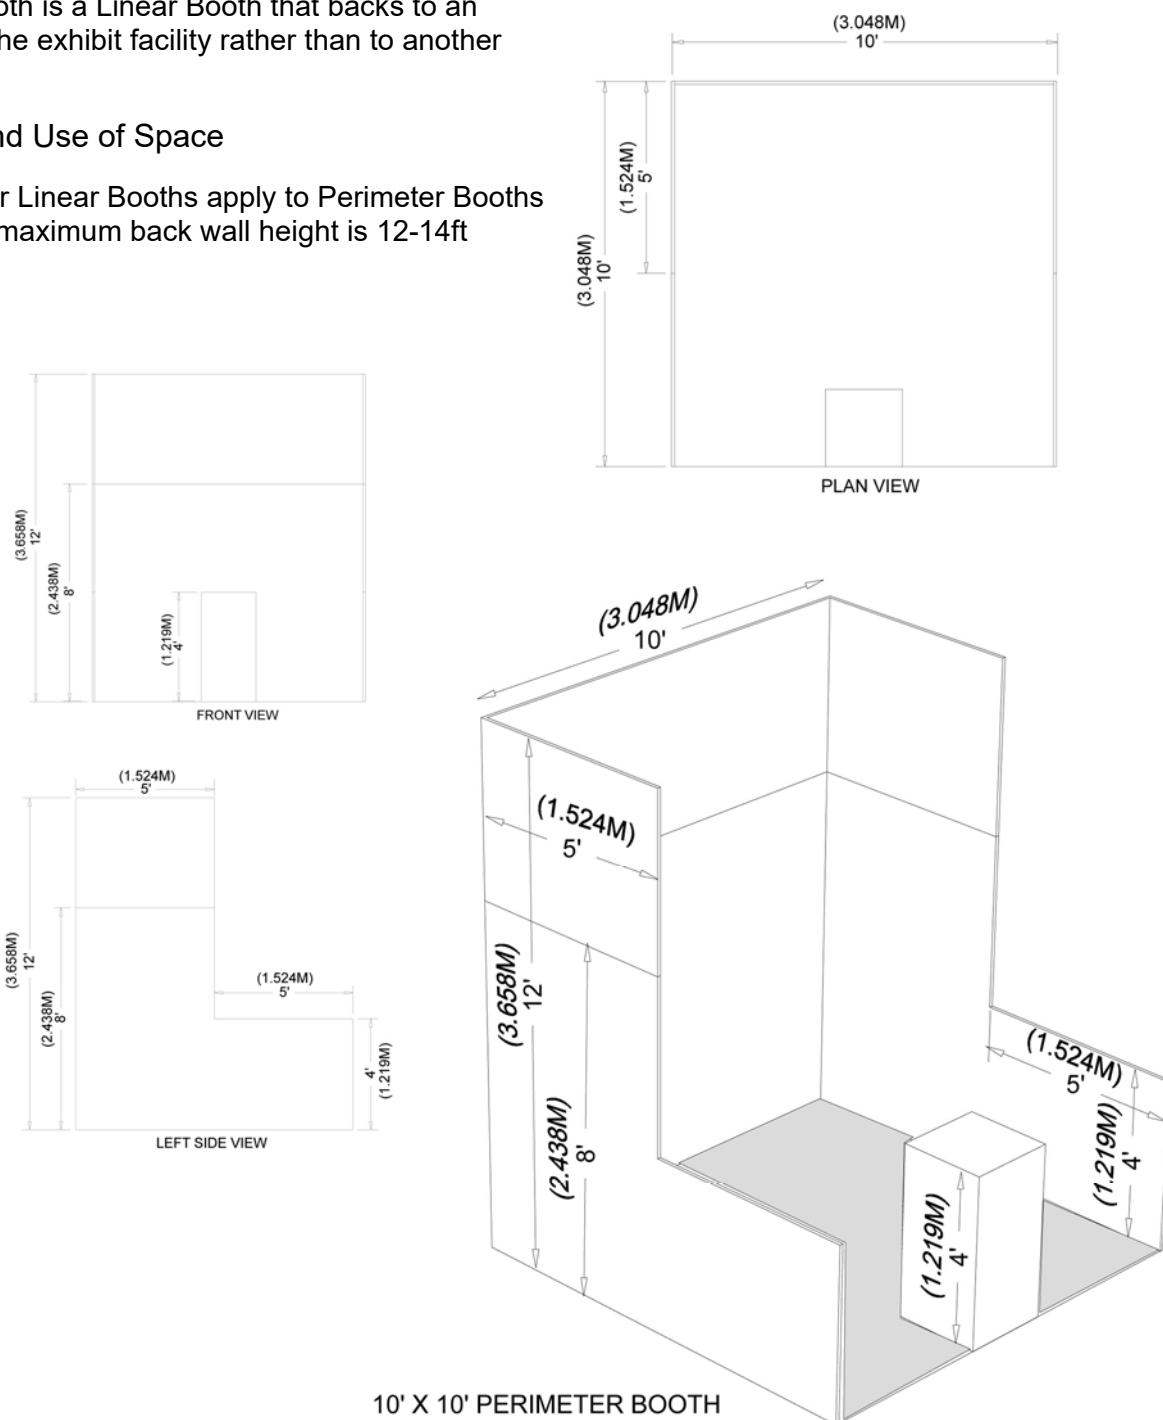 oth is a Linear Booth that backs to an
he exhibit facility rather than to another
nd Use of Space
r Linear Booths apply to Perimeter Booths
maximum back wall height is 12-14ft
(3.048M)
10'
(1.524M)
5'
(3.048M)
10'
PLAN VIEW
(3.658M)
12'
(2.438M)
8'
(1.219M)
4'
FRONT VIEW
(1.524M)
5'
(3.658M)
12'
(2.438M)
8'
(1.524M)
5'
4'
(1.219M)
LEFT SIDE VIEW
(3.048M)
10'
(1.524M)
5'
(3.658M)
12'
(2.438M)
8'
(1.524M)
5'
(1.219M)
4'
(1.219M)
4'
10' X 10' PERIMETER BOOTH